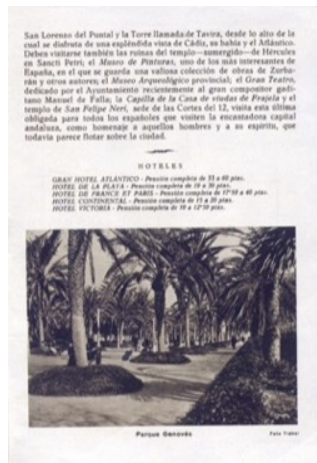 San Lorenzo del Puntal y la Torre llamada de Tavira, desde lo alto de la
cual se disfruta de una espléndida vista de Cádiz, su bahía y el Atlántico.
Deben visitarse también las ruinas del templo—sumergido—de Hércules
en Sancti Petri; el Museo de Pinturas, uno de los más interesantes de
España, en el que se guarda una valiosa colección de obras de Zurba-
rán y otros autores; el Museo Arqueológico provincial; el Gran Teatro,
dedicado por el Ayuntamiento recientemente al gran compositor gadi-
tano Manuel de Falla; la Capilla de la Casa de viudas de Fragela y el
templo de San Felipe Neri, sede de las Cortes del 12, visita esta última
obligada para todos los españoles que visiten la encantadora capital
andaluza, como homenaje a aquellos hombres y a su espíritu, que
todavía parece flotar sobre la ciudad.
HOTELES
GRAN HOTEL ATLÁNTICO - Pensión completa de 35 a 60 ptas.
HOTEL DE LA PLAYA - Pensión completa de a 30 ptas.
HOTEL DE FRANCE ET PARIS - Pensión completa de 17'50 a 40 ptas.
HOTEL CONTINENTAL - Pensión completa de 15 a 20 ptas.
HOTEL VICTORIA - Pensión completa de 10 a 12'50 ptas.
Parque Genovés
Foto